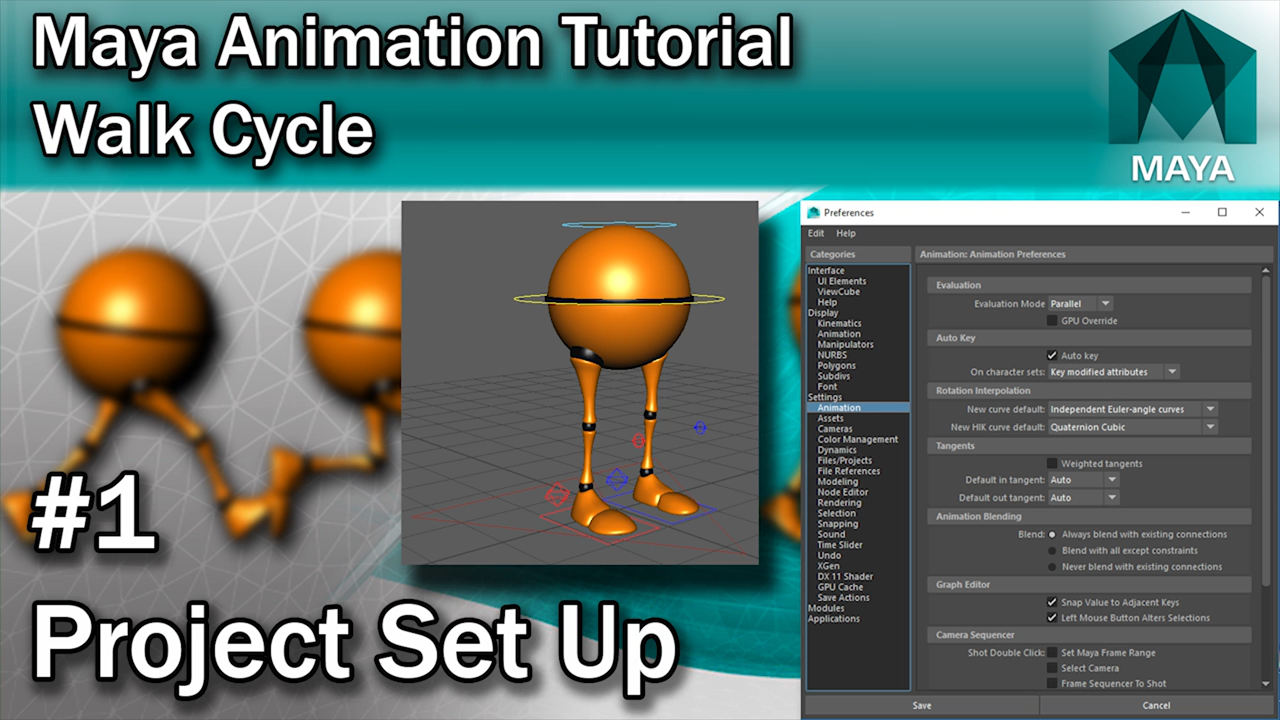 Maya Animation Tutorial
Walk Cycle
MAYA
#1
Project Set Up
Preferences
Edit Help
Categories
Interface
UI Elements
ViewCube
Help
Display
Kinematics
Animation
Manipulators
NURBS
Polygons
Subdivs
Font
Settings
Animation
Assets
Cameras
Color Management
Dynamics
Files/Projects
File References
Modeling
Node Editor
Rendering
Selection
Snapping
Sound
Time Slider
Undo
XGen
DX 11 Shader
GPU Cache
Save Actions
Modules
Applications
Animation: Animation Preferences
Evaluation
Evaluation Mode Parallel
GPU Override
Auto Key
Auto key
On character sets: Key modified attributes
Rotation Interpolation
New curve default: Independent Euler-angle curves
New HIK curve default: Quaternion Cubic
Tangents
Weighted tangents
Default in tangent: Auto
Default out tangent: Auto
Animation Blending
Blend: Always blend with existing connections
Blend with all except constraints
Never blend with existing connections
Graph Editor
Snap Value to Adjacent Keys
Left Mouse Button Alters Selections
Camera Sequencer
Shot Double Click: Set Maya Frame Range
Select Camera
Frame Sequencer To Shot
Save Cancel